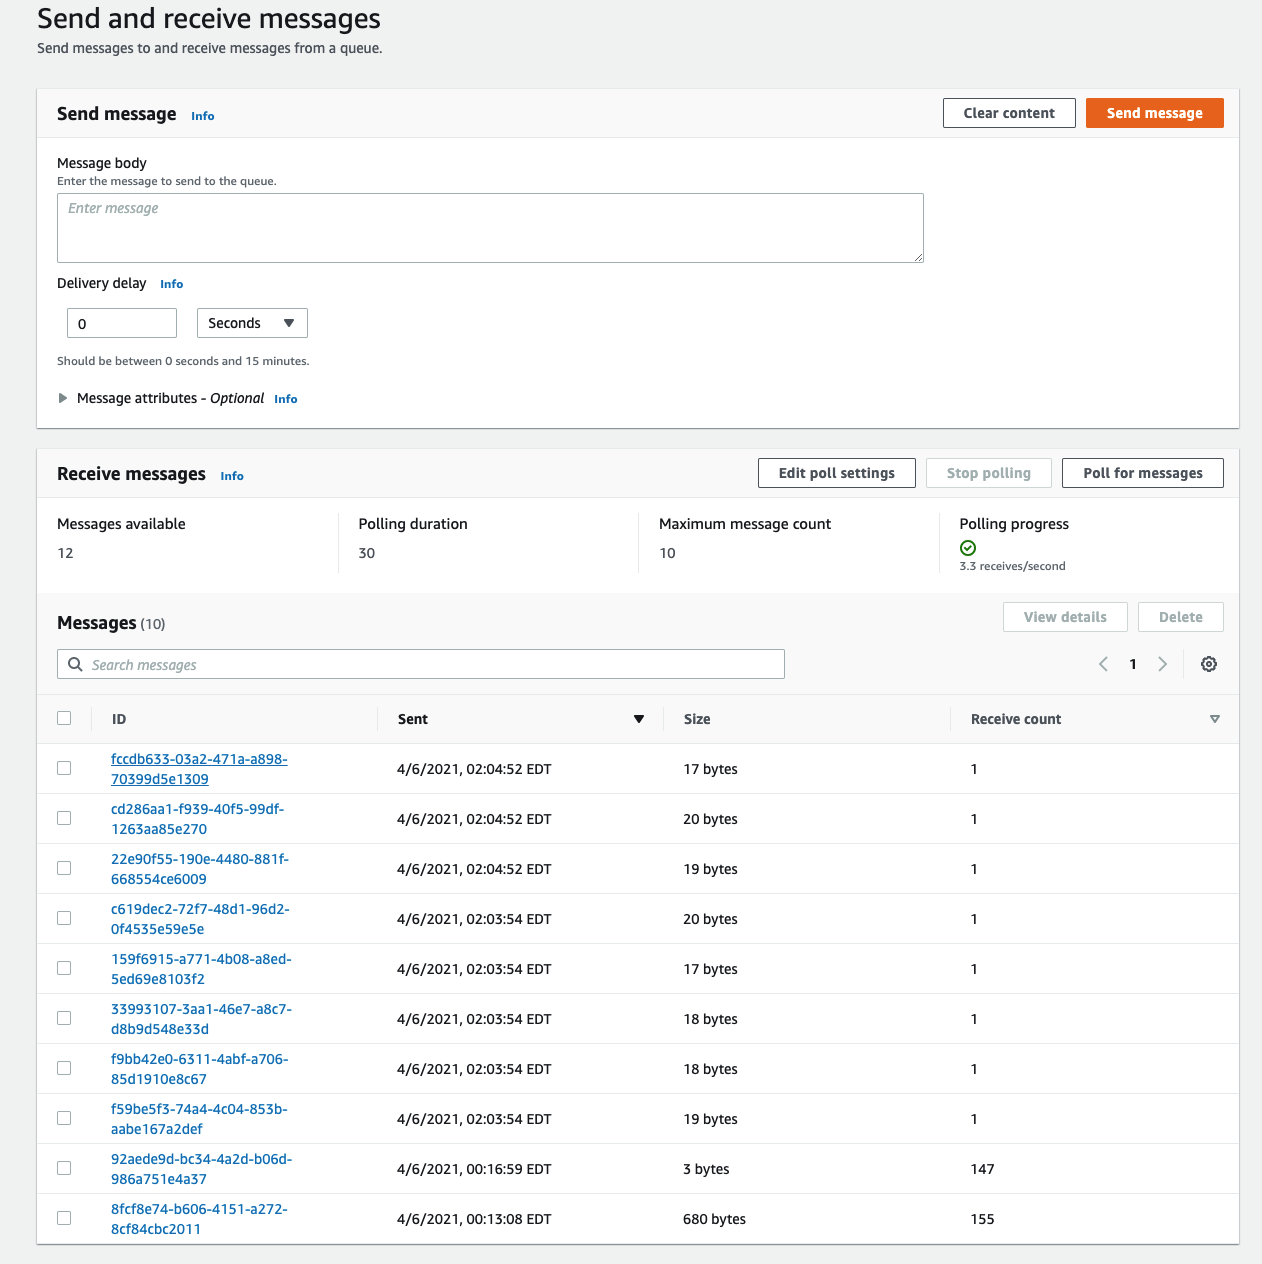 Send and receive messages
Send messages to and receive messages from a queue.
Send message Info
Clear content
Send message
Message body
Enter the message to send to the queue.
Enter message
Delivery delay Info
0
Seconds
Should be between 0 seconds and 15 minutes.
Message attributes - Optional Info
Receive messages Info
Edit poll settings
Stop polling
Poll for messages
Messages available
12
Polling duration
30
Maximum message count
10
Polling progress
3.3 receives/second
Messages (10)
View details
Delete
Search messages
1
ID Sent Size Receive count
fccdb633-03a2-471a-a898-
70399d5e1309
4/6/2021, 02:04:52 EDT 17 bytes 1
cd286aa1-f939-40f5-99df-
1263aa85e270
4/6/2021, 02:04:52 EDT 20 bytes 1
22e90f55-190e-4480-881f-
668554ce6009
4/6/2021, 02:04:52 EDT 19 bytes 1
c619dec2-72f7-48d1-96d2-
0f4535e59e5e
4/6/2021, 02:03:54 EDT 20 bytes 1
159f6915-a771-4b08-a8ed-
5ed69e8103f2
4/6/2021, 02:03:54 EDT 17 bytes 1
33993107-3aa1-46e7-a8c7-
d8b9d548e33d
4/6/2021, 02:03:54 EDT 18 bytes 1
f9bb42e0-6311-4abf-a706-
85d1910e8c67
4/6/2021, 02:03:54 EDT 18 bytes 1
f59be5f3-74a4-4c04-853b-
aabe167a2def
4/6/2021, 02:03:54 EDT 19 bytes 1
92aede9d-bc34-4a2d-b06d-
986a751e4a37
4/6/2021, 00:16:59 EDT 3 bytes 147
8fcf8e74-b606-4151-a272-
8cf84cbc2011
4/6/2021, 00:13:08 EDT 680 bytes 155